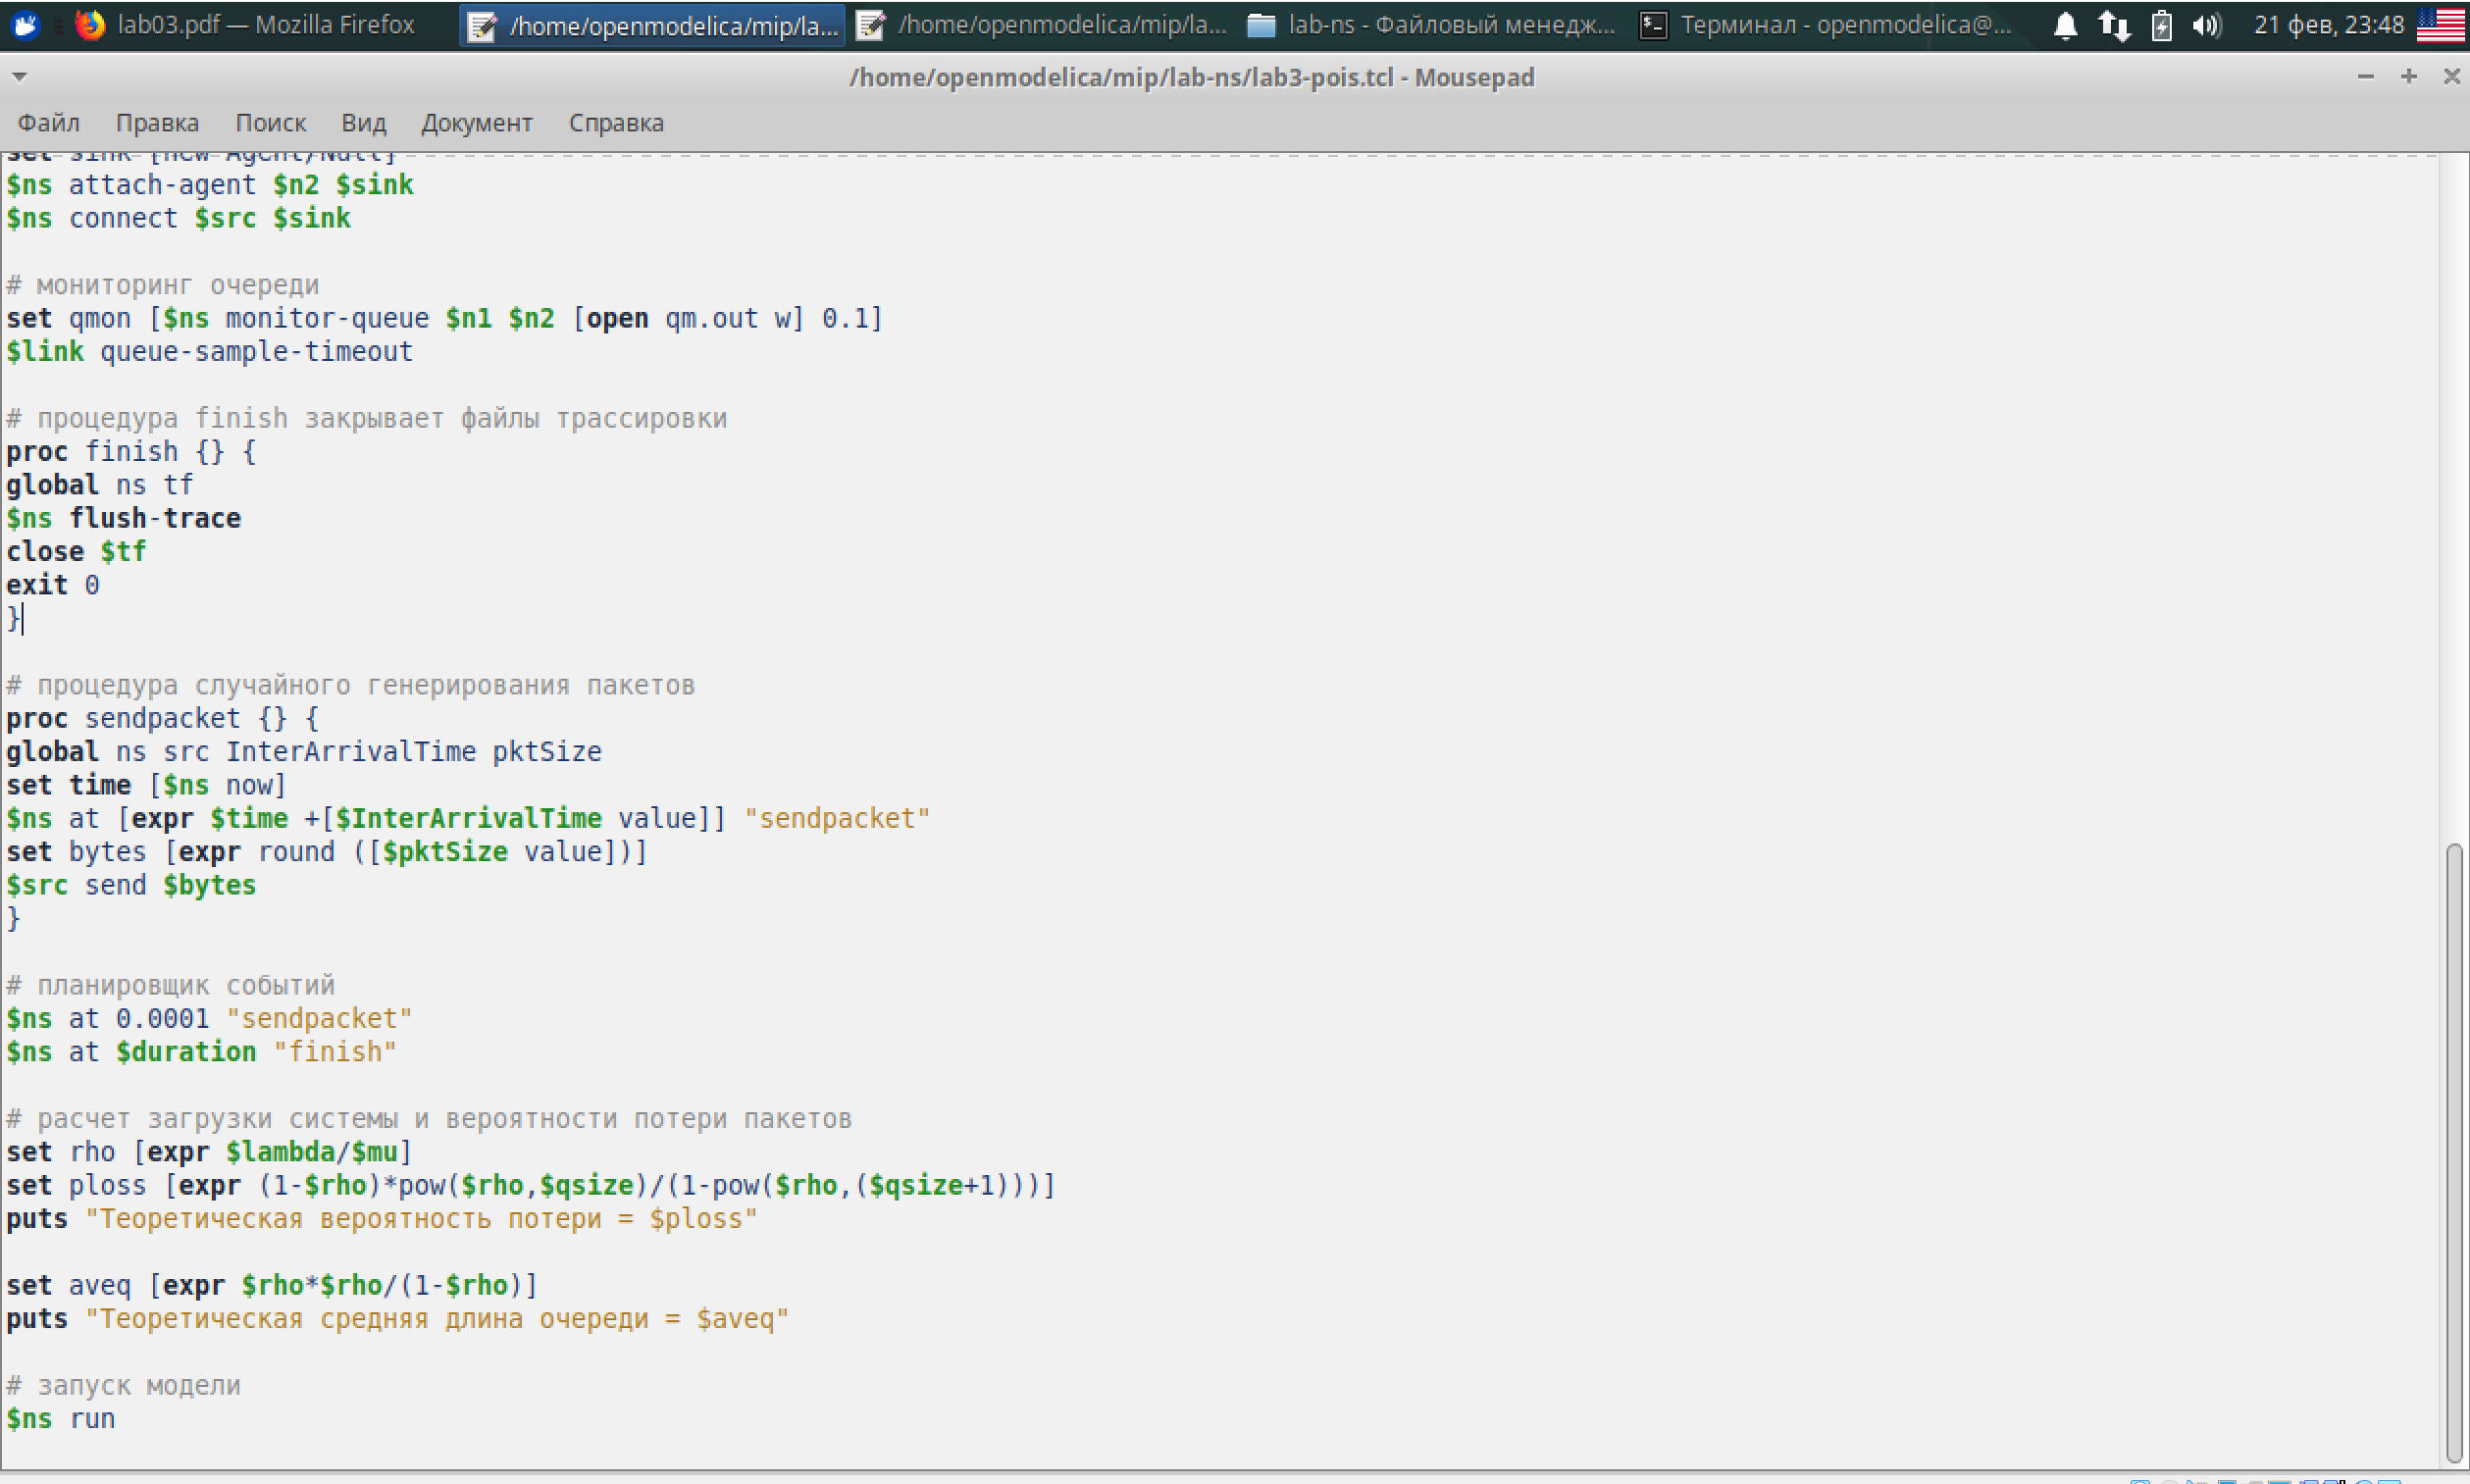 lab03.pdf — Mozilla Firefox /home/openmodelica/mip/la... /home/openmodelica/mip/la... lab-ns - Файловый менедж... Терминал - openmodelica@... 21 фев, 23:48
/home/openmodelica/mip/lab-ns/lab3-pois.tcl - Mousepad
Файл Правка Поиск Вид Документ Справка
set sink [new Agent/Null]
$ns attach-agent $n2 $sink
$ns connect $src $sink
# мониторинг очереди
set qmon [$ns monitor-queue $n1 $n2 [open qm.out w] 0.1]
$link queue-sample-timeout
# процедура finish закрывает файлы трассировки
proc finish {} {
global ns tf
$ns flush-trace
close $tf
exit 0
}
# процедура случайного генерирования пакетов
proc sendpacket {} {
global ns src InterArrivalTime pktSize
set time [$ns now]
$ns at [expr $time +[$InterArrivalTime value]] "sendpacket"
set bytes [expr round ([$pktSize value])]
$src send $bytes
}
# планировщик событий
$ns at 0.0001 "sendpacket"
$ns at $duration "finish"
# расчет загрузки системы и вероятности потери пакетов
set rho [expr $lambda/$mu]
set ploss [expr (1-$rho)*pow($rho,$qsize)/(1-pow($rho,($qsize+1)))]
puts "Теоретическая вероятность потери = $ploss"
set aveq [expr $rho*$rho/(1-$rho)]
puts "Теоретическая средняя длина очереди = $aveq"
# запуск модели
$ns run